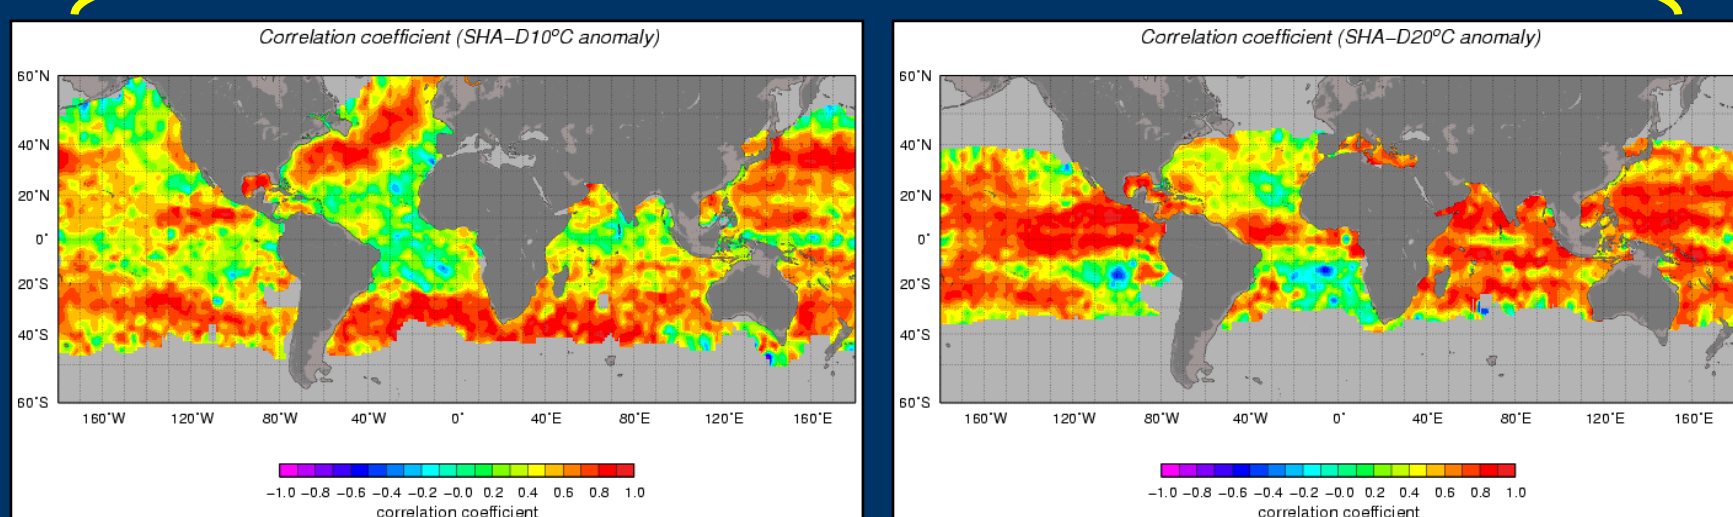 Correlation coefficient (SHA−D10°C anomaly)
60˚N
40˚N
20˚N
0˚
20˚S
40˚S
60˚S
160˚W 120˚W 80˚W 40˚W 0˚ 40˚E 80˚E 120˚E 160˚E
−1.0 −0.8 −0.6 −0.4 −0.2 −0.0 0.2 0.4 0.6 0.8 1.0
correlation coefficient
Correlation coefficient (SHA−D20°C anomaly)
60˚N
40˚N
20˚N
0˚
20˚S
40˚S
60˚S
160˚W 120˚W 80˚W 40˚W 0˚ 40˚E 80˚E 120˚E 160˚E
−1.0 −0.8 −0.6 −0.4 −0.2 −0.0 0.2 0.4 0.6 0.8 1.0
correlation coefficient